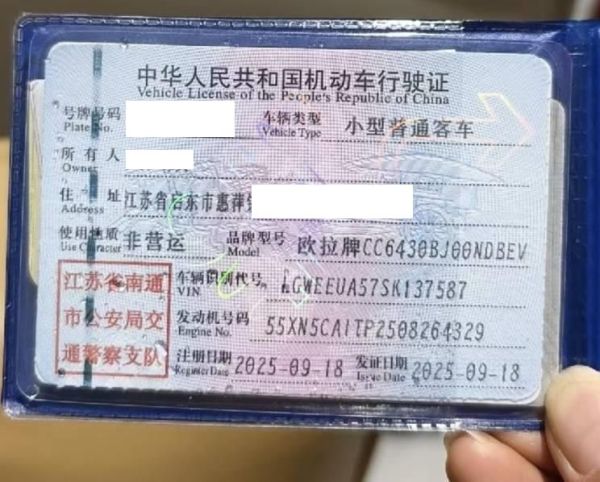 中华人民共和国机动车行驶证
Vehicle License of the People's Republic of China
号牌号码 车辆类型 小型普通客车
Plate No. Vehicle Type
所有人
Owner
住址 江苏省启东市惠萍
Address
使用性质 非营运 品牌型号 欧拉牌CC6430BJ00NDBEV
Use Character Model
江苏省南通
市公安局交
通警察支队
车辆识别代号 LGWEEUA57SK137587
VIN
发动机号码 55XN5CA1TP2508264329
Engine No.
注册日期 2025-09-18 发证日期 2025-09-18
Register Date Issue Date